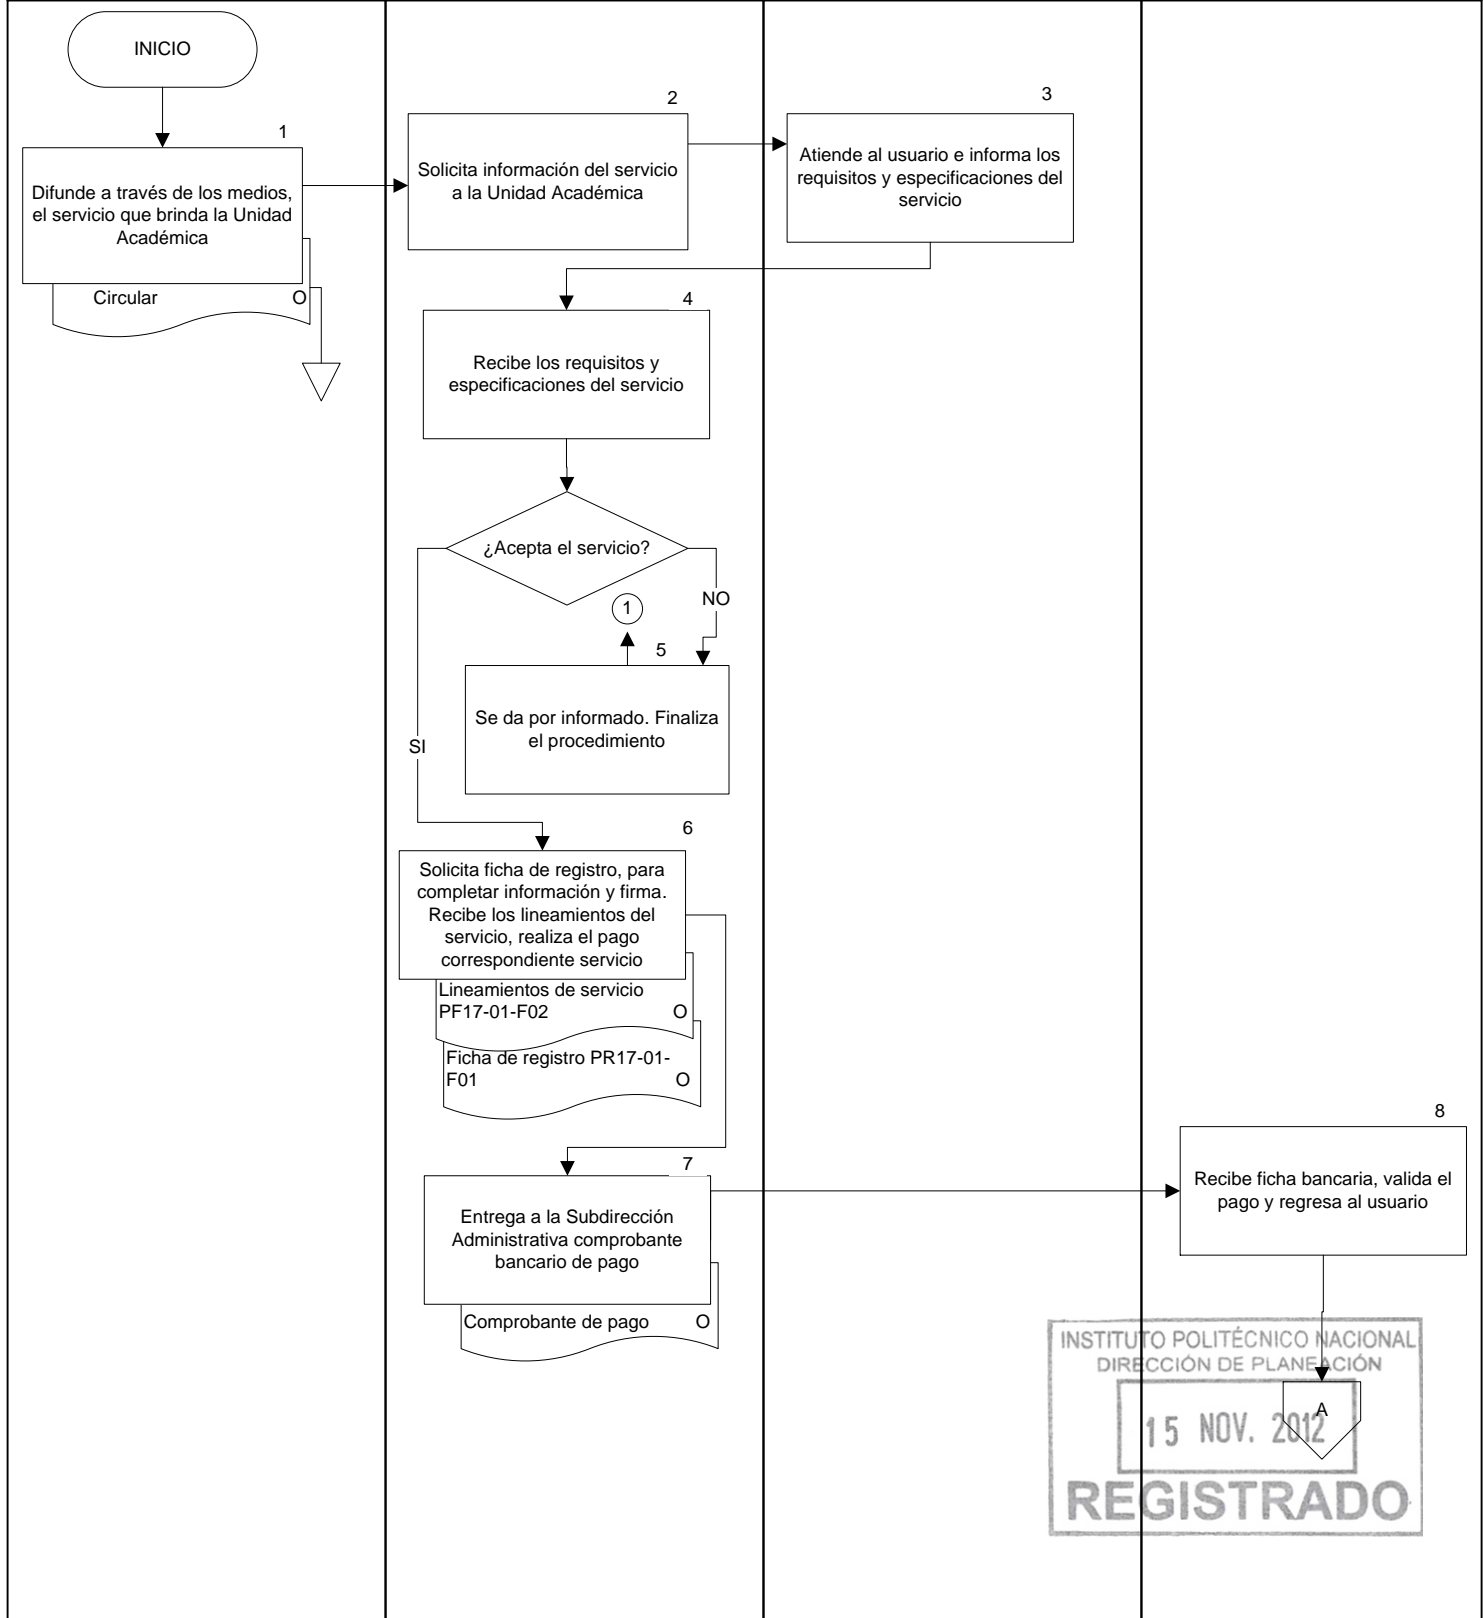 INICIO
1
Difunde a través de los medios,
el servicio que brinda la Unidad
Académica
Circular O
2
Solicita información del servicio
a la Unidad Académica
3
Atiende al usuario e informa los
requisitos y especificaciones del
servicio
4
Recibe los requisitos y
especificaciones del servicio
¿Acepta el servicio?
NO
1
5
Se da por informado. Finaliza
el procedimiento
SI
6
Solicita ficha de registro, para
completar información y firma.
Recibe los lineamientos del
servicio, realiza el pago
correspondiente servicio
Lineamientos de servicio
PF17-01-F02 O
Ficha de registro PR17-01-
F01 O
7
Entrega a la Subdirección
Administrativa comprobante
bancario de pago
Comprobante de pago O
8
Recibe ficha bancaria, valida el
pago y regresa al usuario
A
INSTITUTO POLITÉCNICO NACIONAL
DIRECCIÓN DE PLANEACIÓN
15 NOV. 2012
REGISTRADO